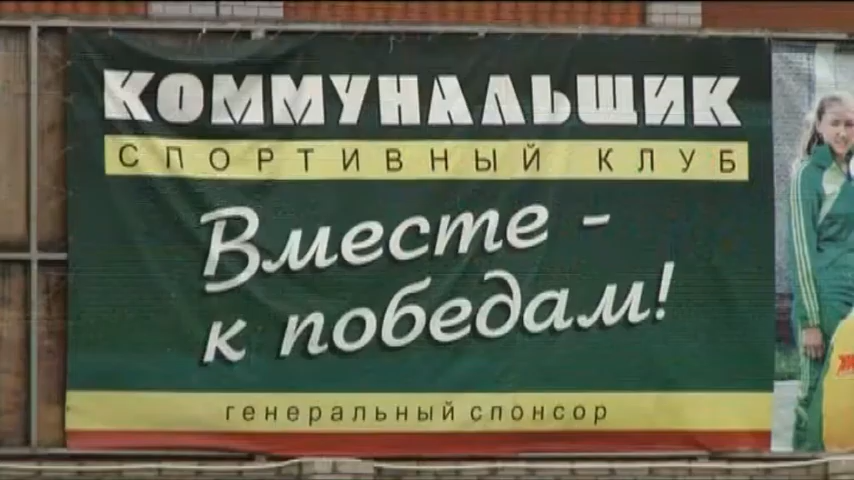 КОММУНАЛЬЩИК
СПОРТИВНЫЙ КЛУБ
Вместе -
к победам!
генеральный спонсор